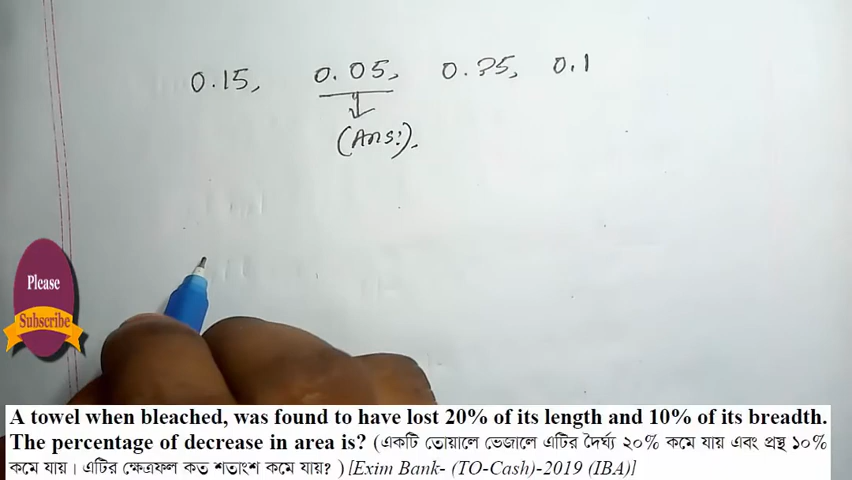 0.15, 0.05, 0.25, 0.1
(Ans:).
Please
Subscribe
A towel when bleached, was found to have lost 20% of its length and 10% of its breadth.
The percentage of decrease in area is? (একটি তোয়ালে ভেজালে এটির দৈর্ঘ্য ২০% কমে যায় এবং প্রস্থ ১০%
কমে যায়। এটির ক্ষেত্রফল কত শতাংশ কমে যায়? ) [Exim Bank- (TO-Cash)-2019 (IBA)]